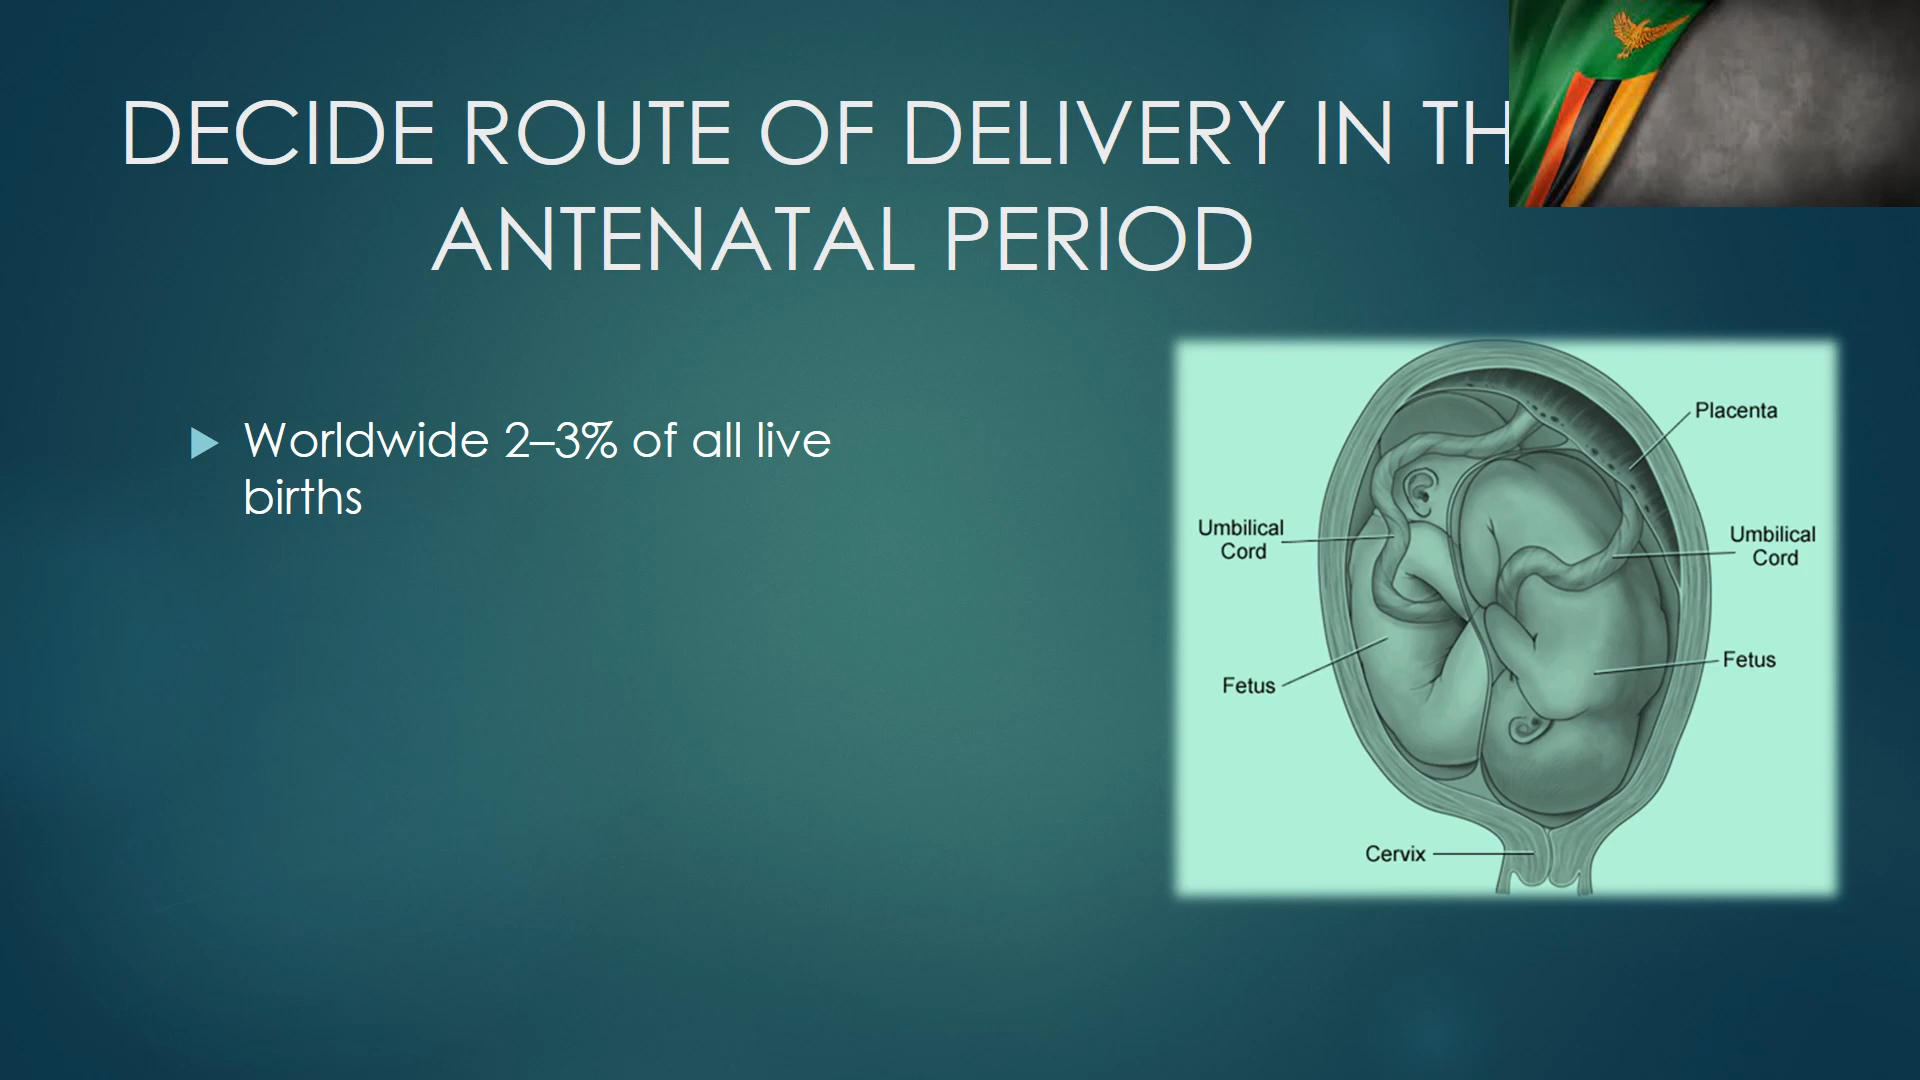 DECIDE ROUTE OF DELIVERY IN TH
ANTENATAL PERIOD
Worldwide 2–3% of all live
births
Placenta
Umbilical
Cord
Umbilical
Cord
Fetus
Fetus
Cervix